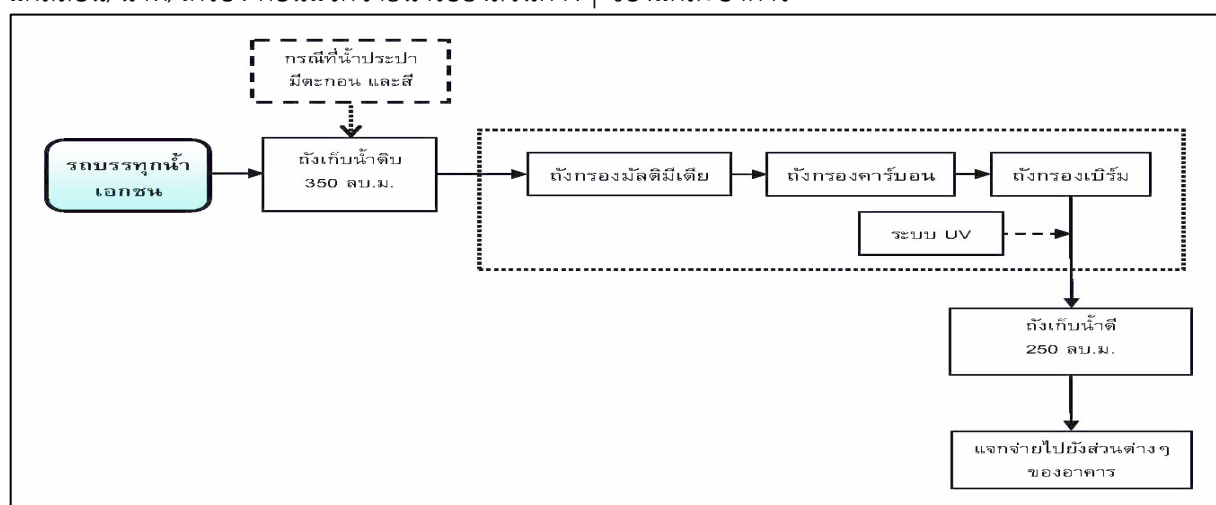 กรณีที่น้ำประปา
มีตะกอน และสี
รถบรรทุกน้ำ
เอกชน
ถังเก็บน้ำดิบ
350 ลบ.ม.
ถังกรองมัลติมีเดีย
ถังกรองคาร์บอน
ถังกรองเบิร์ม
ระบบ UV
ถังเก็บน้ำดี
250 ลบ.ม.
แจกจ่ายไปยังส่วนต่างๆ
ของอาคาร